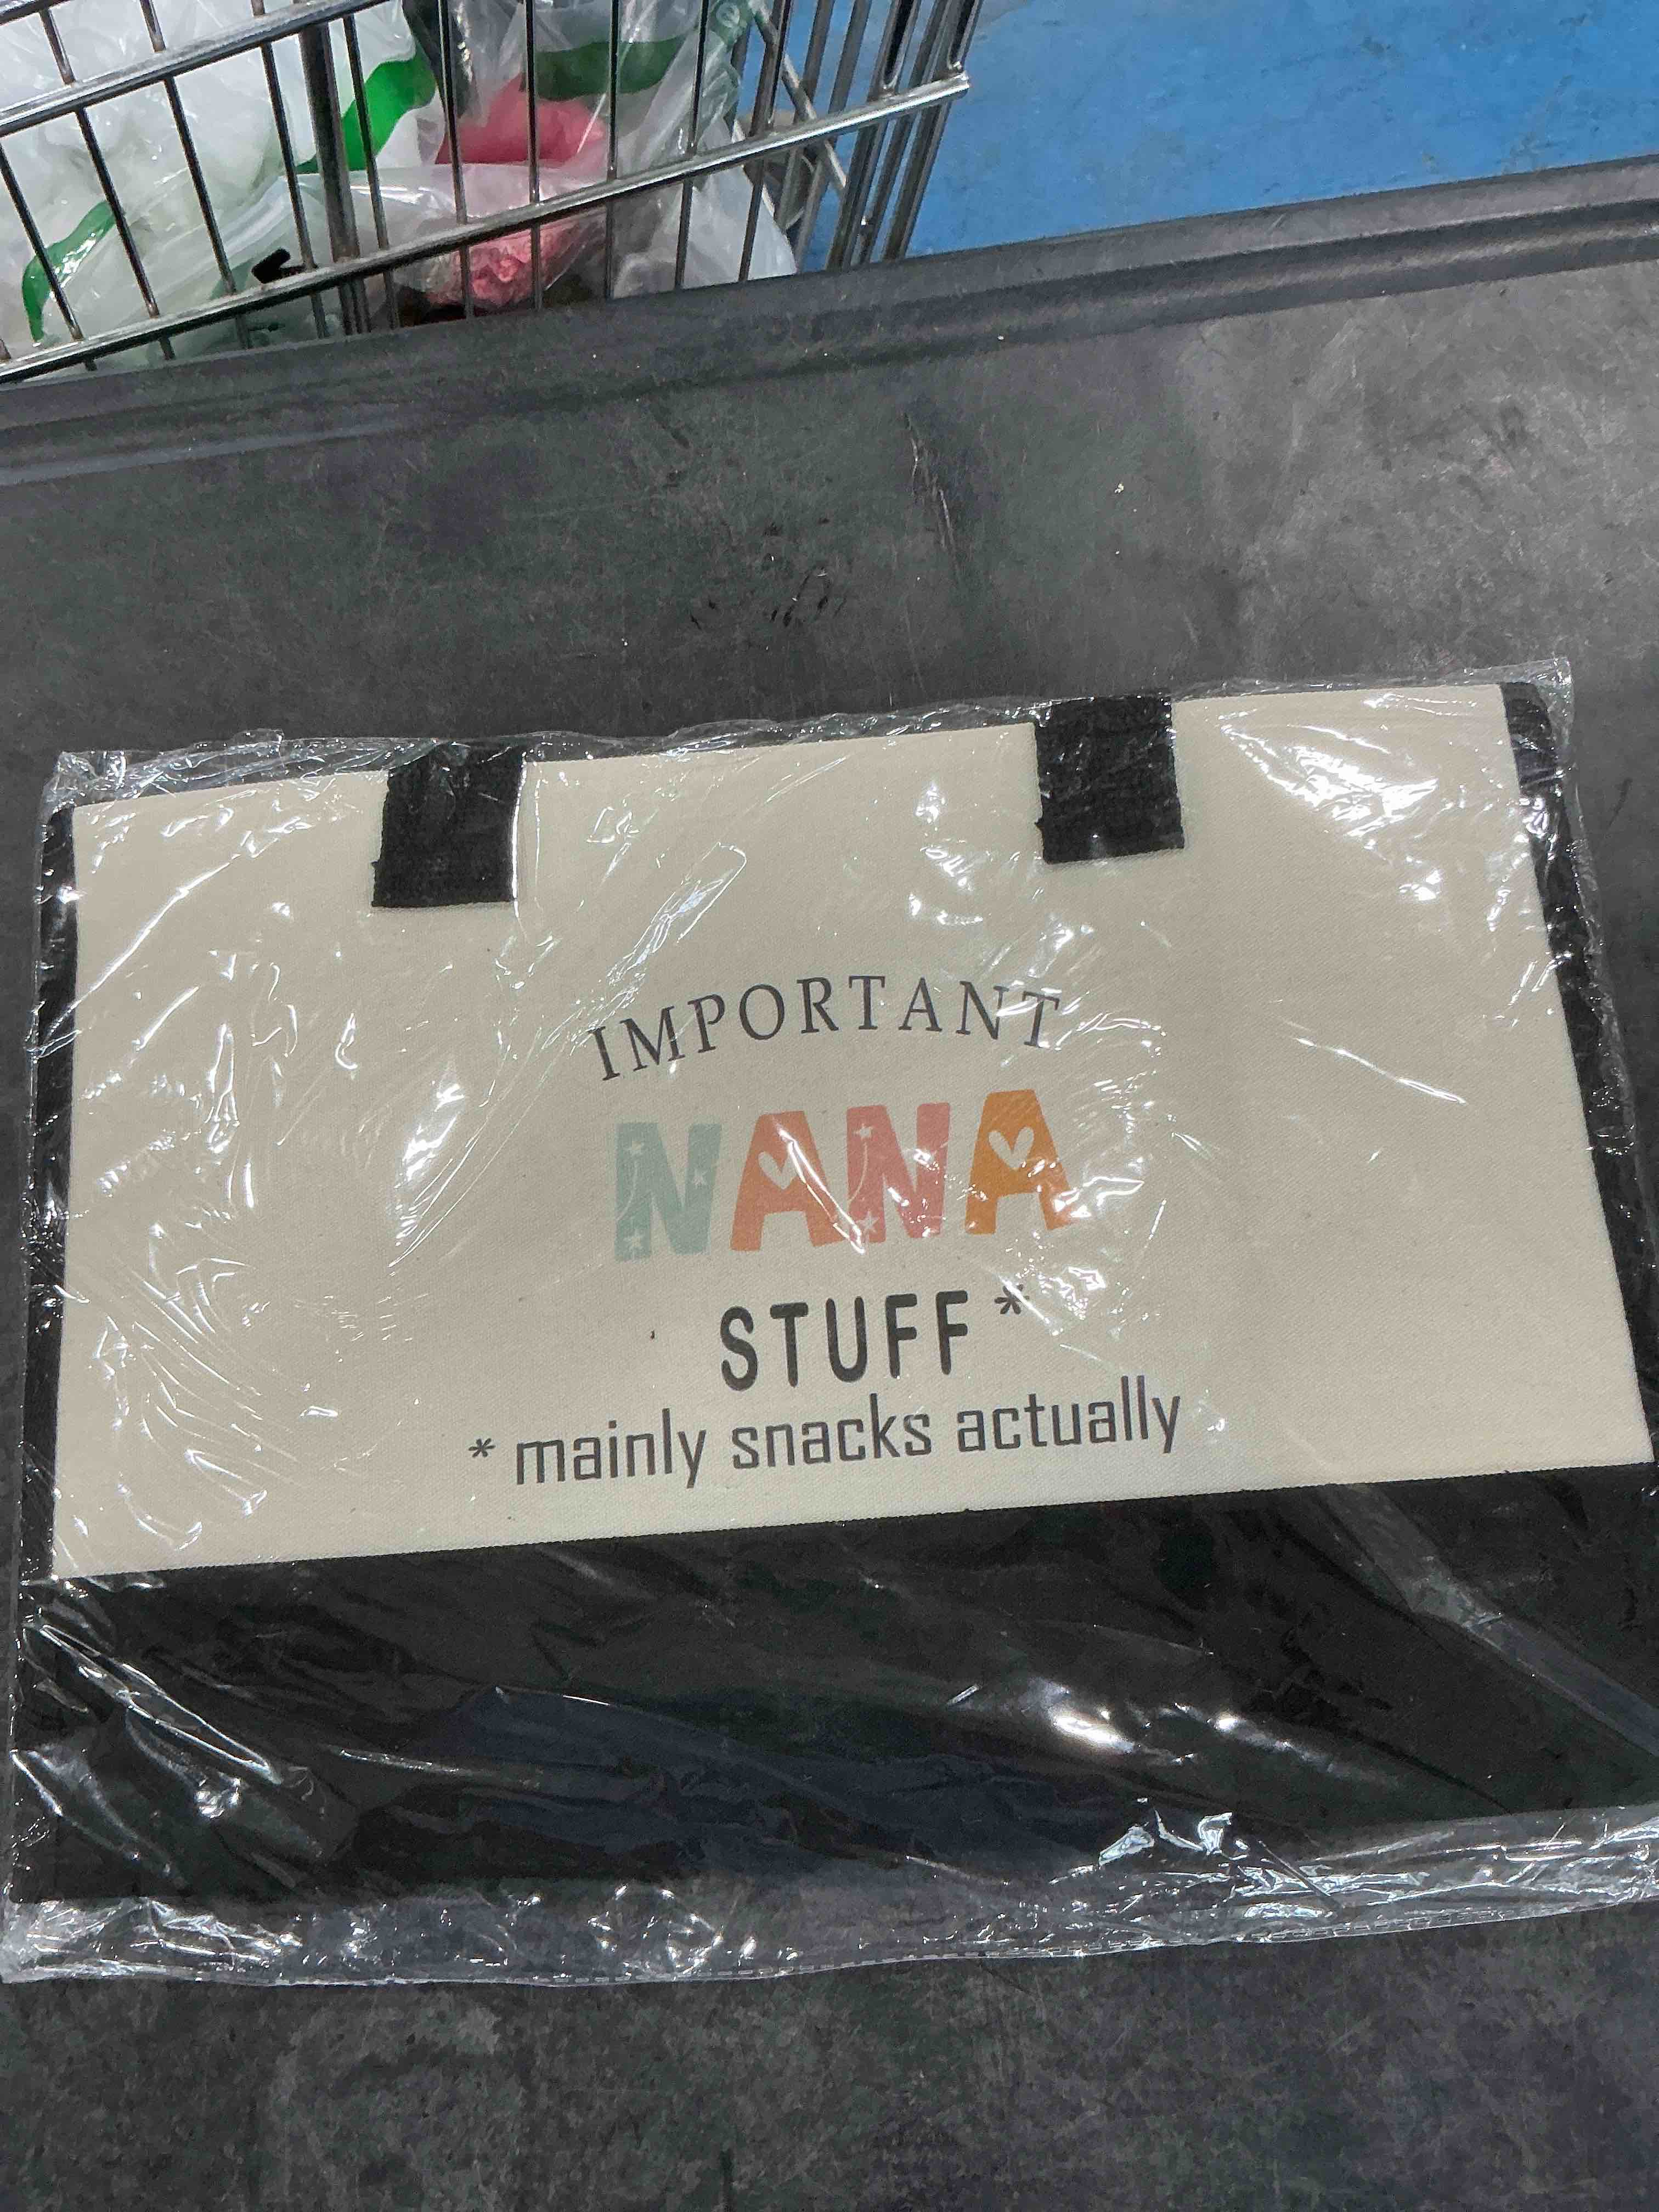 IMPORTANT
NANA
STUFF*
* mainly snacks actually